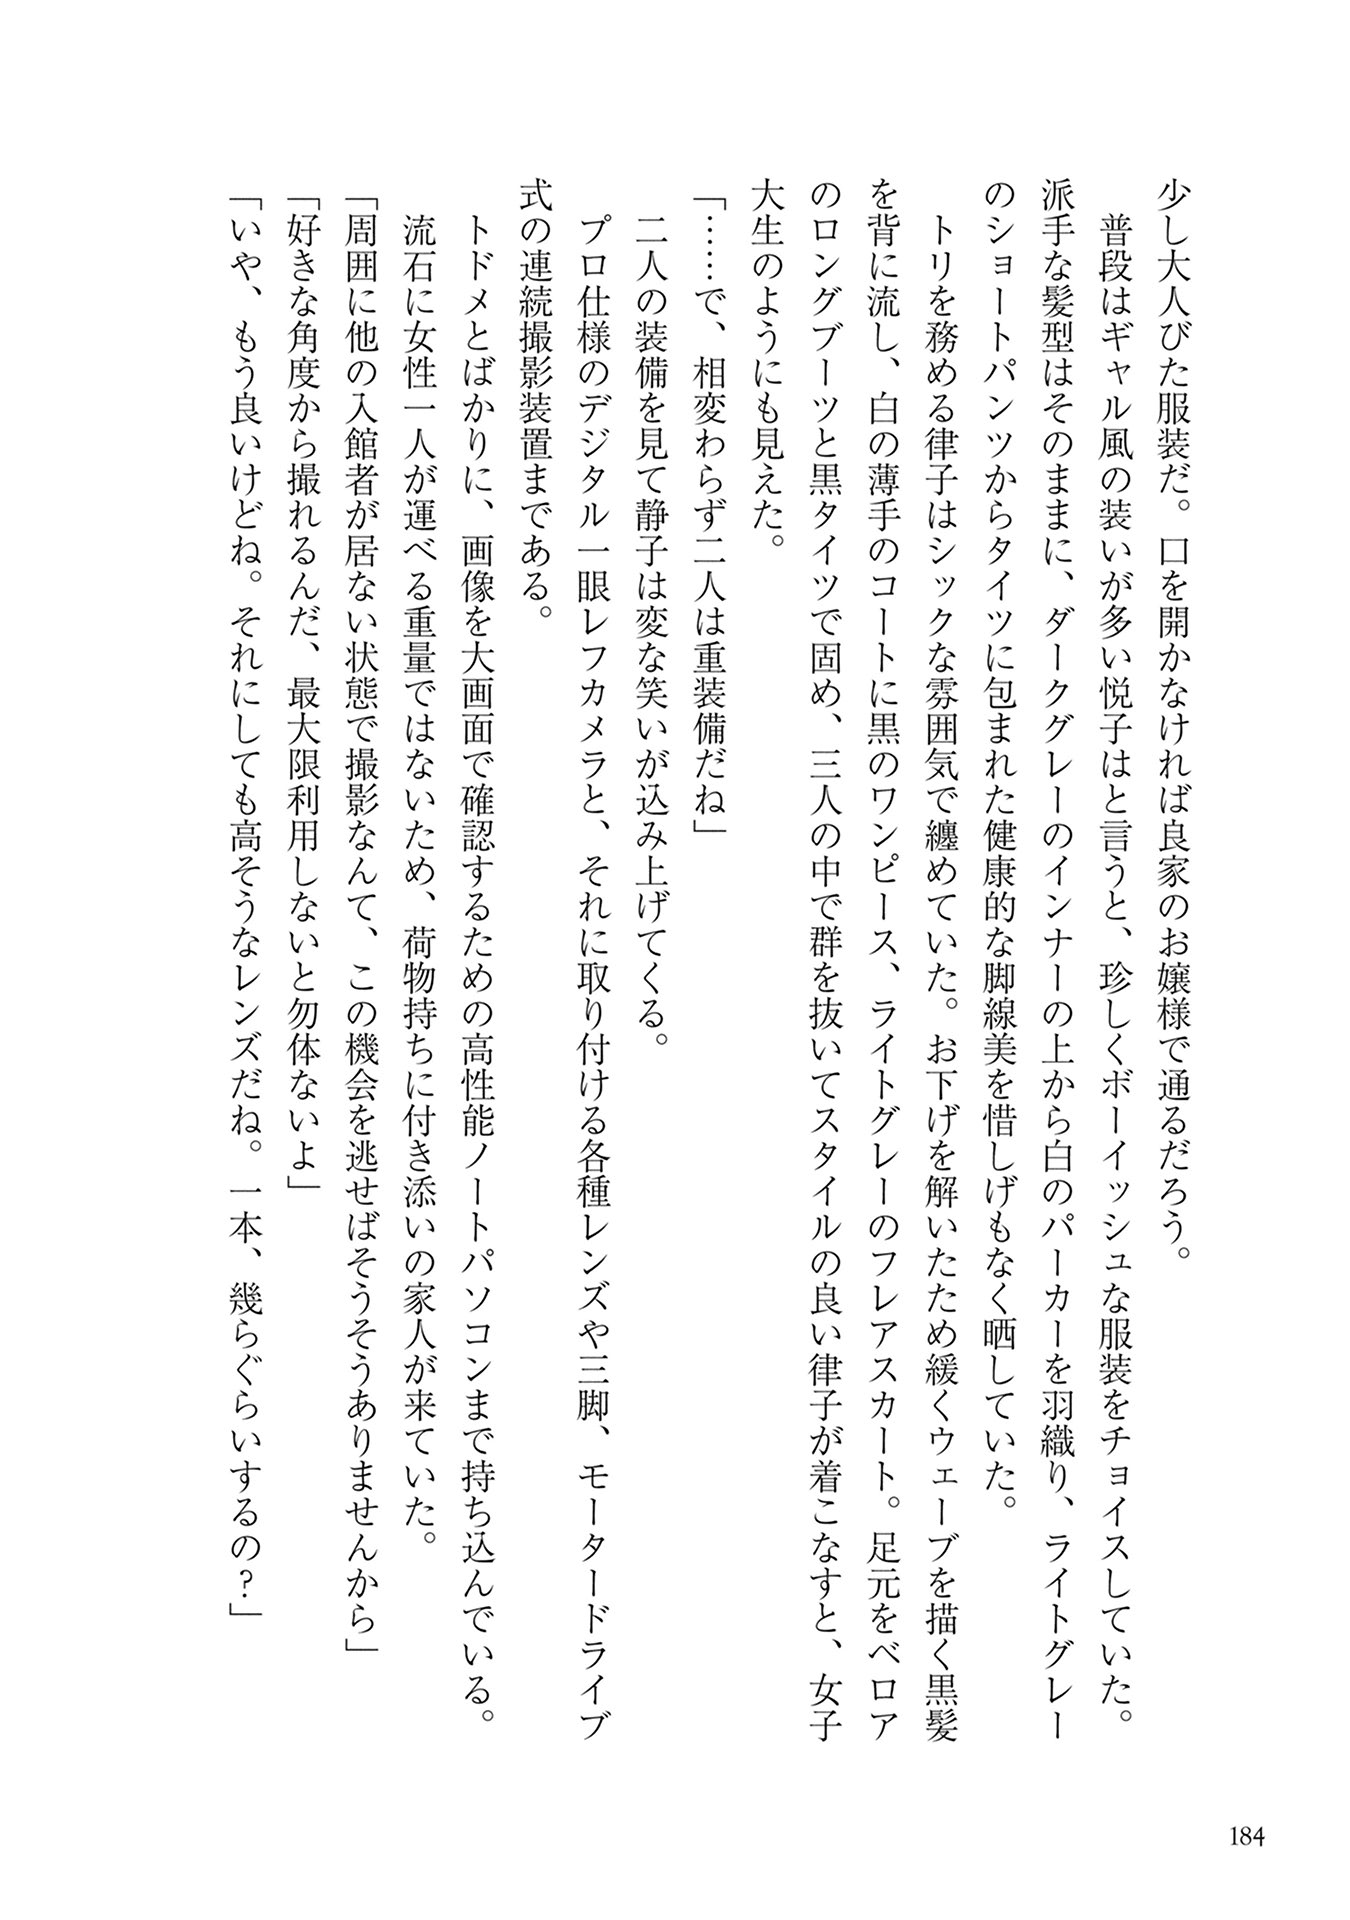 少し大人びた服装だ。口を開かなければ良家のお嬢様で通るだろう。
　普段はギャル風の装いが多い悦子はと言うと、珍しくボーイッシュな服装をチョイスしていた。
派手な髪型はそのままに、ダークグレーのインナーの上から白のパーカーを羽織り、ライトグレー
のショートパンツからタイツに包まれた健康的な脚線美を惜しげもなく晒していた。
　トリを務める律子はシックな雰囲気で纏めていた。お下げを解いたため緩くウェーブを描く黒髪
を背に流し、白の薄手のコートに黒のワンピース、ライトグレーのフレアスカート。足元をベロア
のロングブーツと黒タイツで固め、三人の中で群を抜いてスタイルの良い律子が着こなすと、女子
大生のようにも見えた。
「……で、相変わらず二人は重装備だね」
　二人の装備を見て静子は変な笑いが込み上げてくる。
　プロ仕様のデジタル一眼レフカメラと、それに取り付ける各種レンズや三脚、モータードライブ
式の連続撮影装置まである。
　トドメとばかりに、画像を大画面で確認するための高性能ノートパソコンまで持ち込んでいる。
　流石に女性一人が運べる重量ではないため、荷物持ちに付き添いの家人が来ていた。
「周囲に他の入館者が居ない状態で撮影なんて、この機会を逃せばそうそうありませんから」
「好きな角度から撮れるんだ、最大限利用しないと勿体ないよ」
「いや、もう良いけどね。それにしても高そうなレンズだね。一本、幾らぐらいするの？」
184